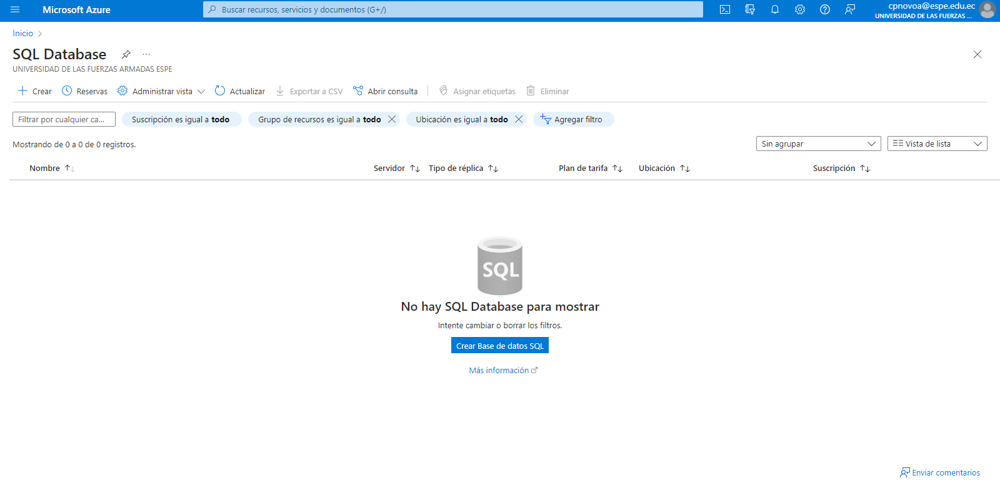 Microsoft Azure
Buscar recursos, servicios y documentos (G+/)
cpnovoa@espe.edu.ec
UNIVERSIDAD DE LAS FUERZAS ...
Inicio
SQL Database
UNIVERSIDAD DE LAS FUERZAS ARMADAS ESPE
Crear Reservas Administrar vista Actualizar Exportar a CSV Abrir consulta Asignar etiquetas Eliminar
Filtrar por cualquier ca... Suscripción es igual a todo Grupo de recursos es igual a todo Ubicación es igual a todo Agregar filtro
Mostrando de 0 a 0 de 0 registros. Sin agrupar Vista de lista
Nombre Servidor Tipo de réplica Plan de tarifa Ubicación Suscripción
SQL
No hay SQL Database para mostrar
Intente cambiar o borrar los filtros.
Crear Base de datos SQL
Más información
Enviar comentarios